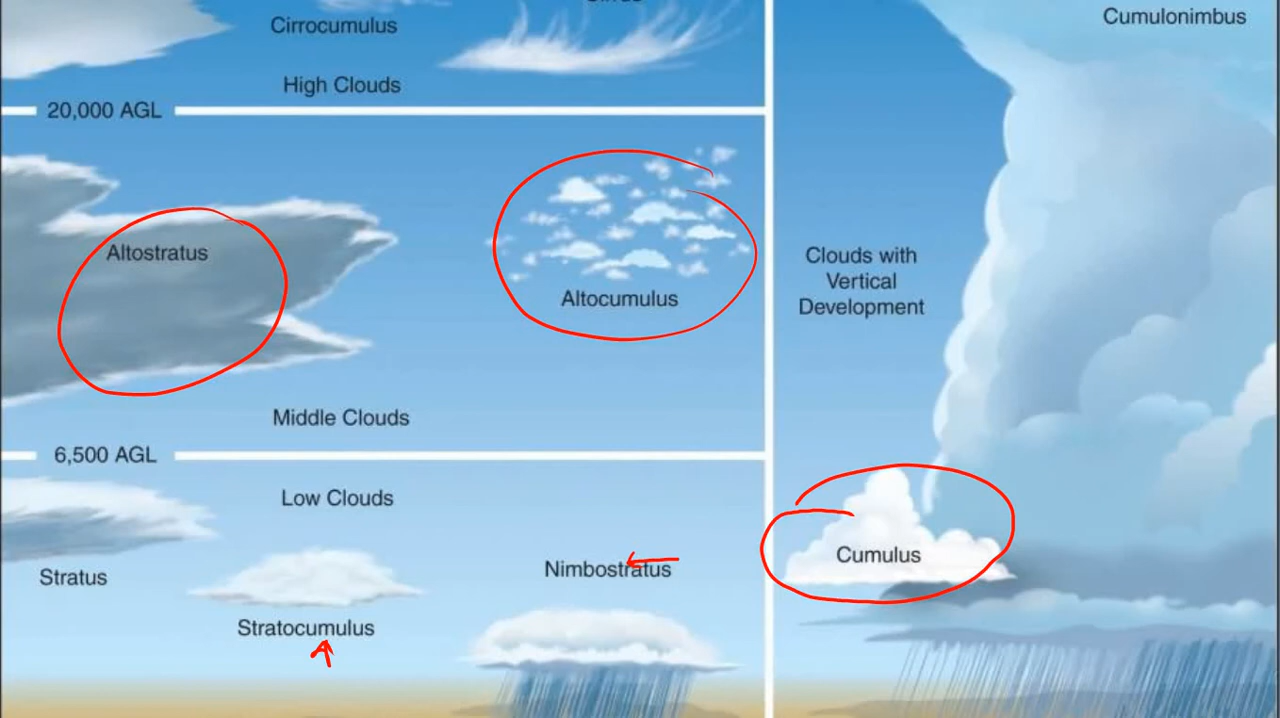 Cirrocumulus
Cumulonimbus
High Clouds
20,000 AGL
Altostratus
Altocumulus
Clouds with
Vertical
Development
Middle Clouds
6,500 AGL
Low Clouds
Stratus
Stratocumulus
Nimbostratus
Cumulus